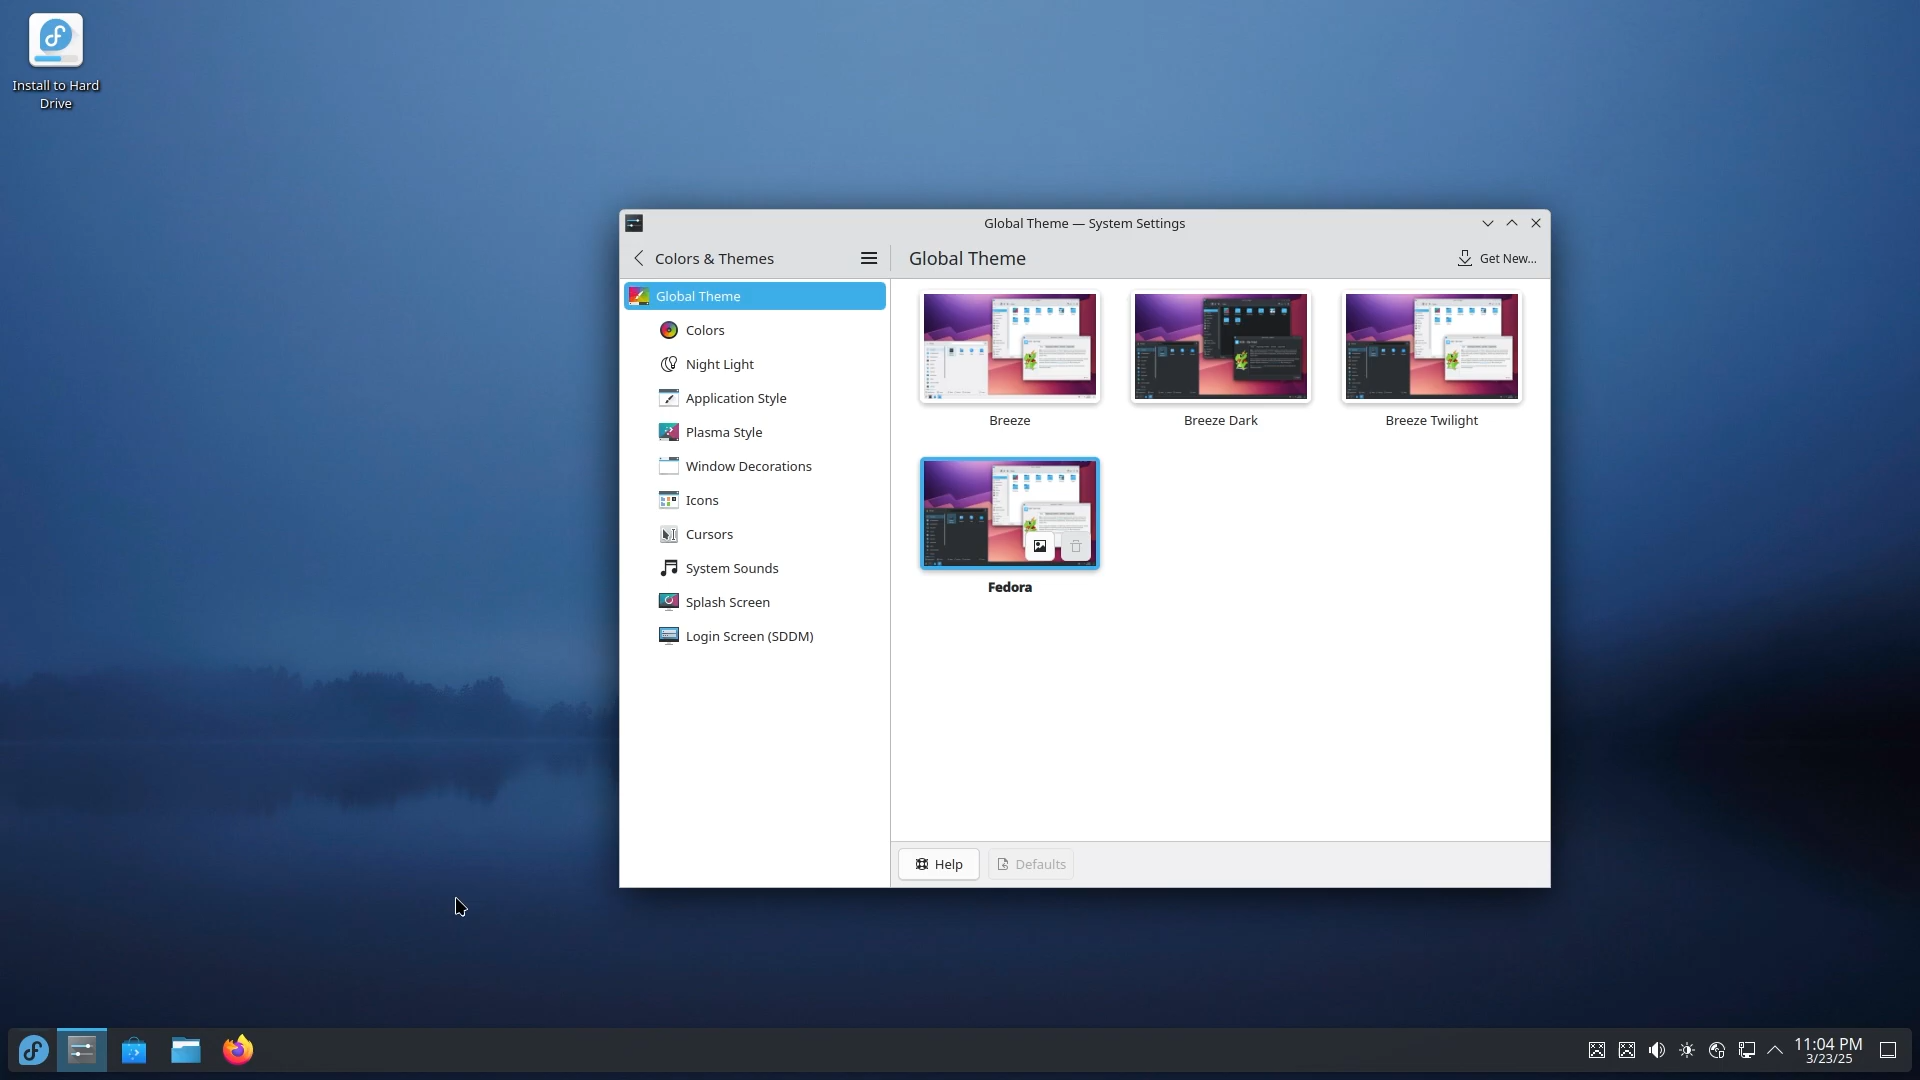 Install to Hard
Drive
Global Theme — System Settings
Colors & Themes
Global Theme
Get New...
Global Theme
Colors
Night Light
Application Style
Plasma Style
Window Decorations
Icons
Cursors
System Sounds
Splash Screen
Login Screen (SDDM)
Breeze
Breeze Dark
Breeze Twilight
Fedora
Help
Defaults
11:04 PM
3/23/25